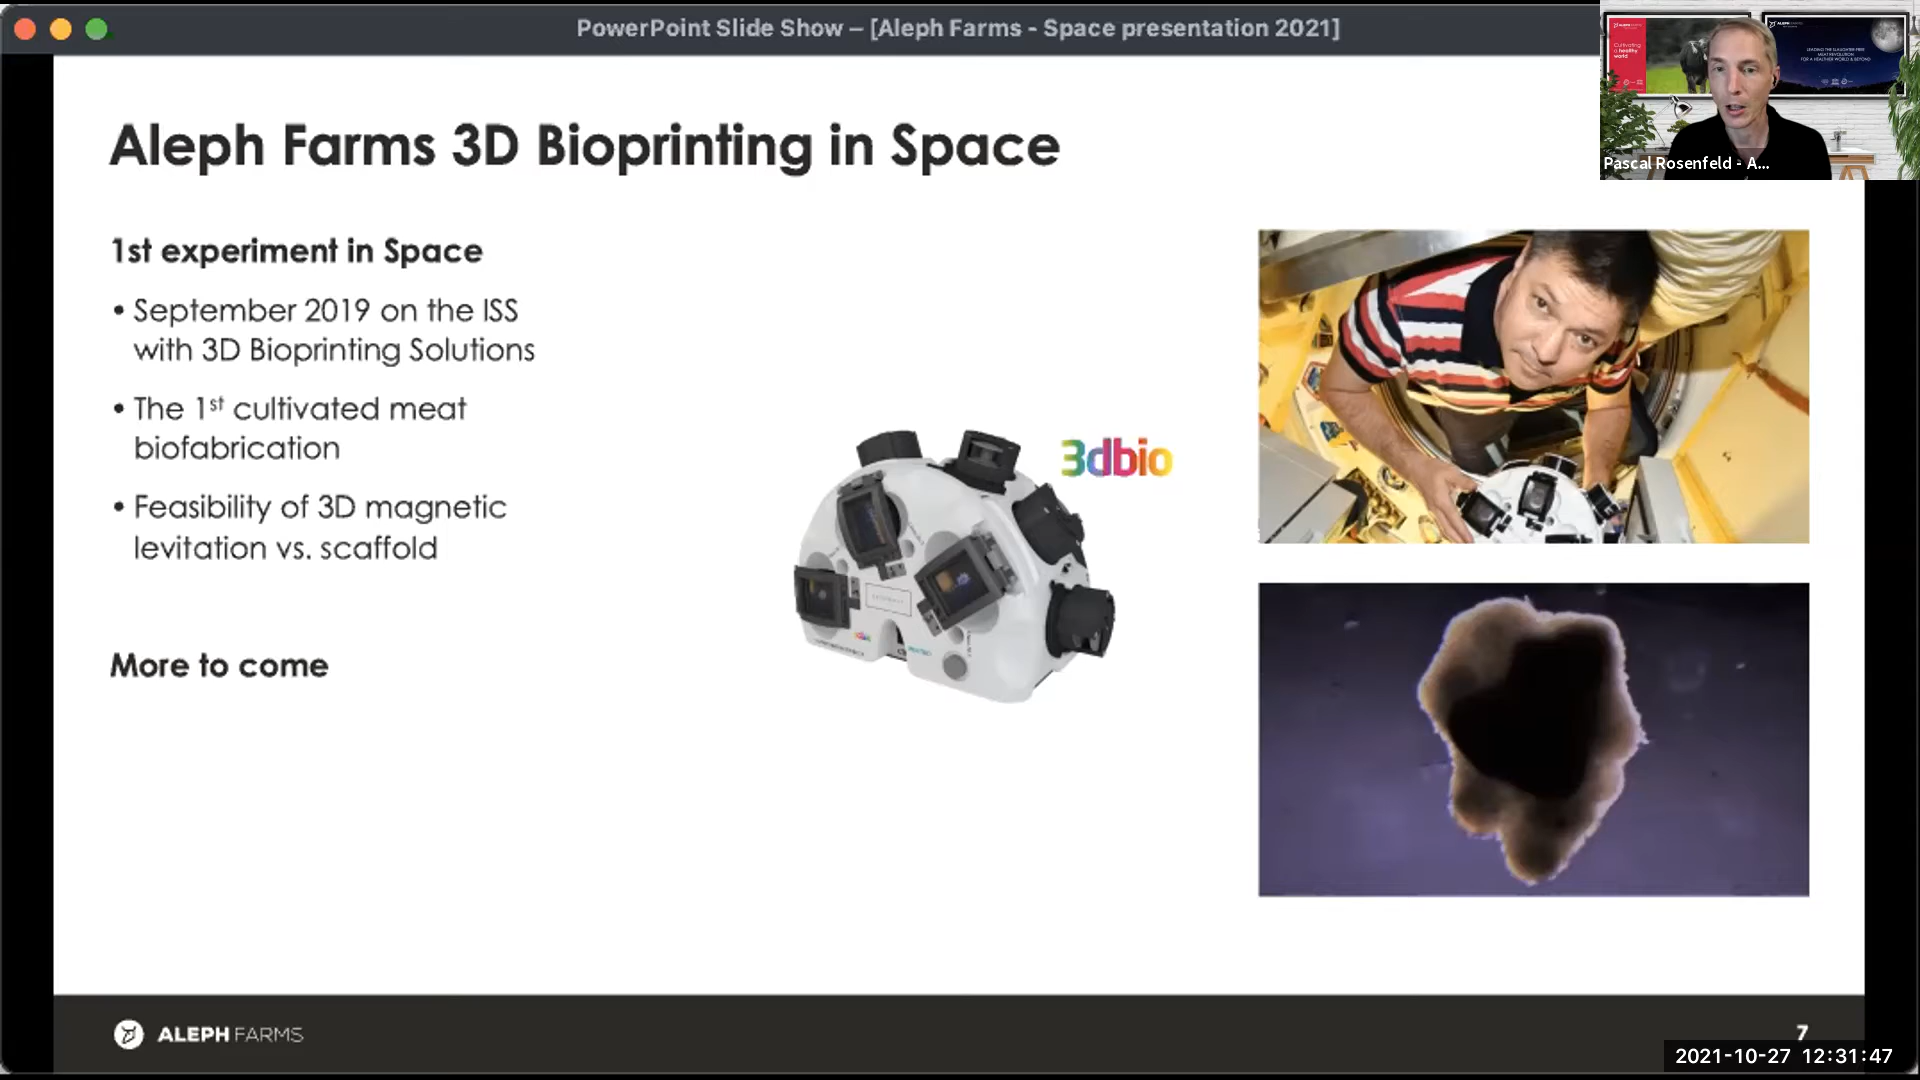 PowerPoint Slide Show – [Aleph Farms - Space presentation 2021]
Pascal Rosenfeld - A...
Aleph Farms 3D Bioprinting in Space
1st experiment in Space
• September 2019 on the ISS
with 3D Bioprinting Solutions
• The 1st cultivated meat
biofabrication
• Feasibility of 3D magnetic
levitation vs. scaffold
More to come
3dbio
ALEPH FARMS
7
2021-10-27 12:31:47